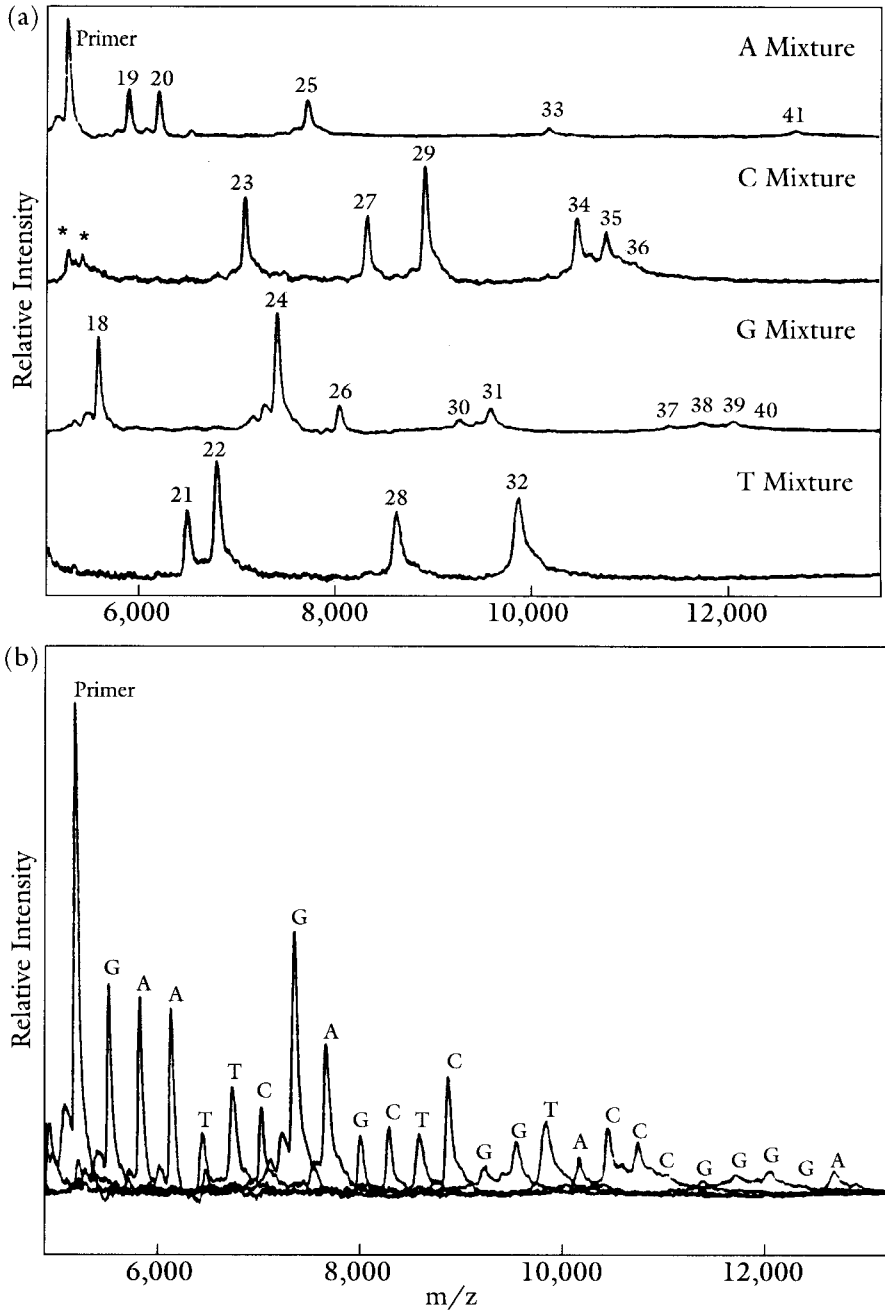 (a)
Primer
A Mixture
19 20 25 33 41
C Mixture
* * 23 27 29 34 35 36
G Mixture
18 24 26 30 31 37 38 39 40
T Mixture
21 22 28 32
Relative Intensity
6,000 8,000 10,000 12,000
(b)
Primer
G A A T T C G A G C T C G G T A C C C G G G G A
Relative Intensity
6,000 8,000 10,000 12,000
m/z